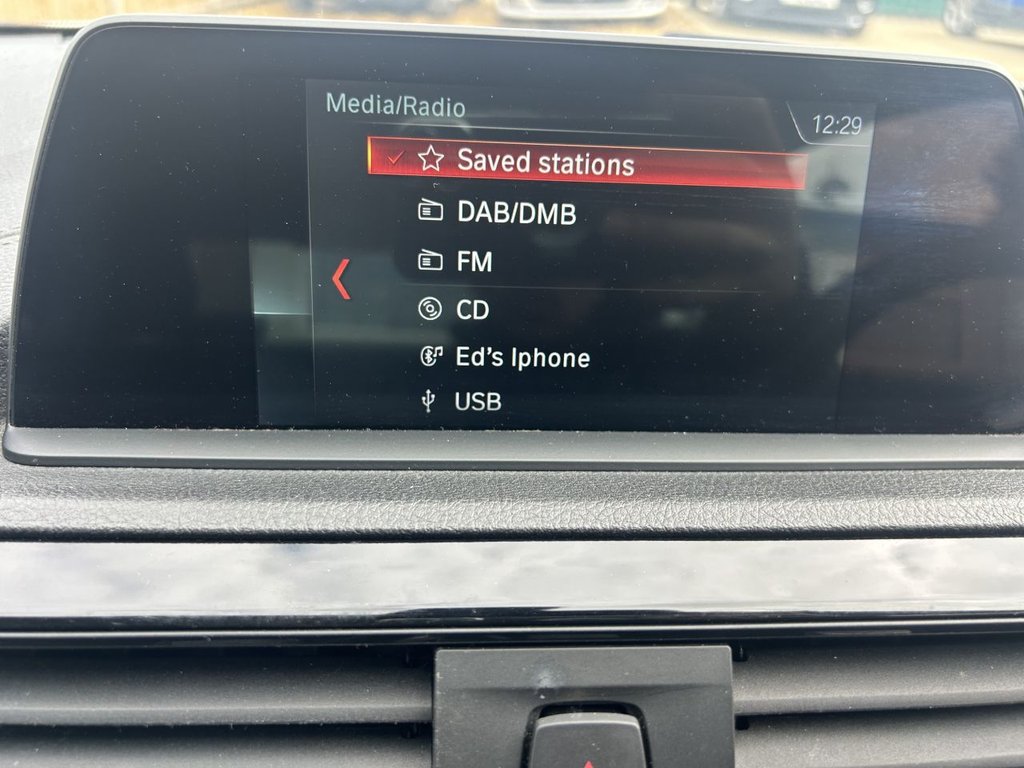 Media/Radio
12:29
Saved stations
DAB/DMB
FM
CD
Ed's Iphone
USB